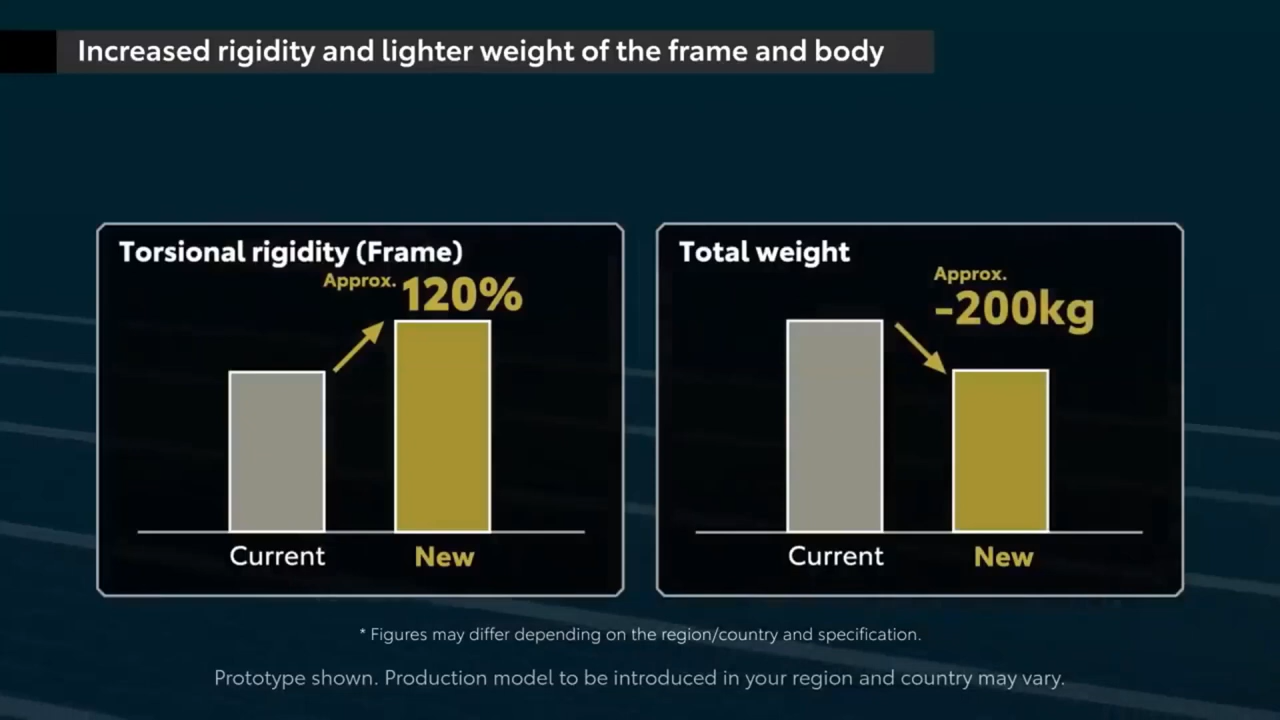 Increased rigidity and lighter weight of the frame and body
Torsional rigidity (Frame)
Approx. 120%
Current
New
Total weight
Approx.
-200kg
Current
New
* Figures may differ depending on the region/country and specification.
Prototype shown. Production model to be introduced in your region and country may vary.